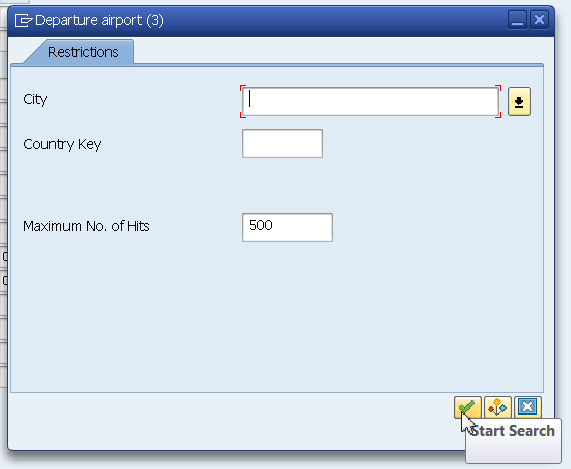 Departure airport (3)
Restrictions
City
Country Key
Maximum No. of Hits 500
Start Search